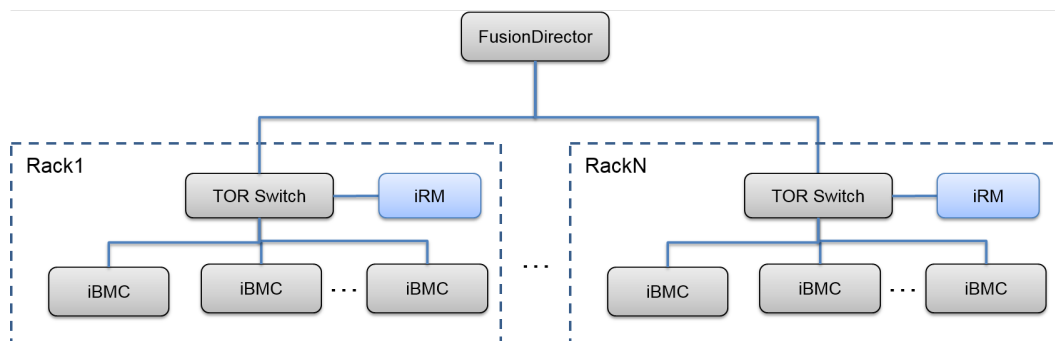 FusionDirector
Rack1
RackN
TOR Switch
iRM
TOR Switch
iRM
iBMC
iBMC
...
iBMC
...
iBMC
iBMC
...
iBMC